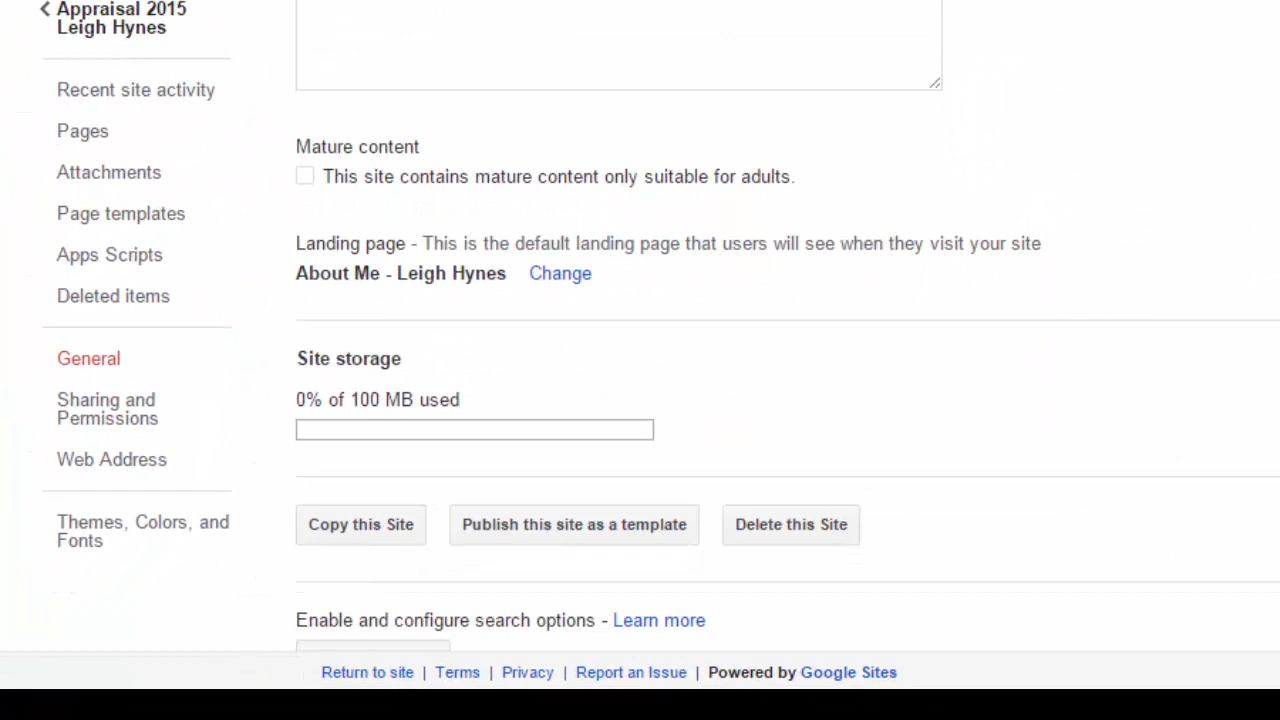 Appraisal 2015
Leigh Hynes
Recent site activity
Pages
Attachments
Page templates
Apps Scripts
Deleted items
General
Sharing and
Permissions
Web Address
Themes, Colors, and
Fonts
Mature content
This site contains mature content only suitable for adults.
Landing page - This is the default landing page that users will see when they visit your site
About Me - Leigh Hynes Change
Site storage
0% of 100 MB used
Copy this Site Publish this site as a template Delete this Site
Enable and configure search options - Learn more
Return to site | Terms | Privacy | Report an Issue | Powered by Google Sites